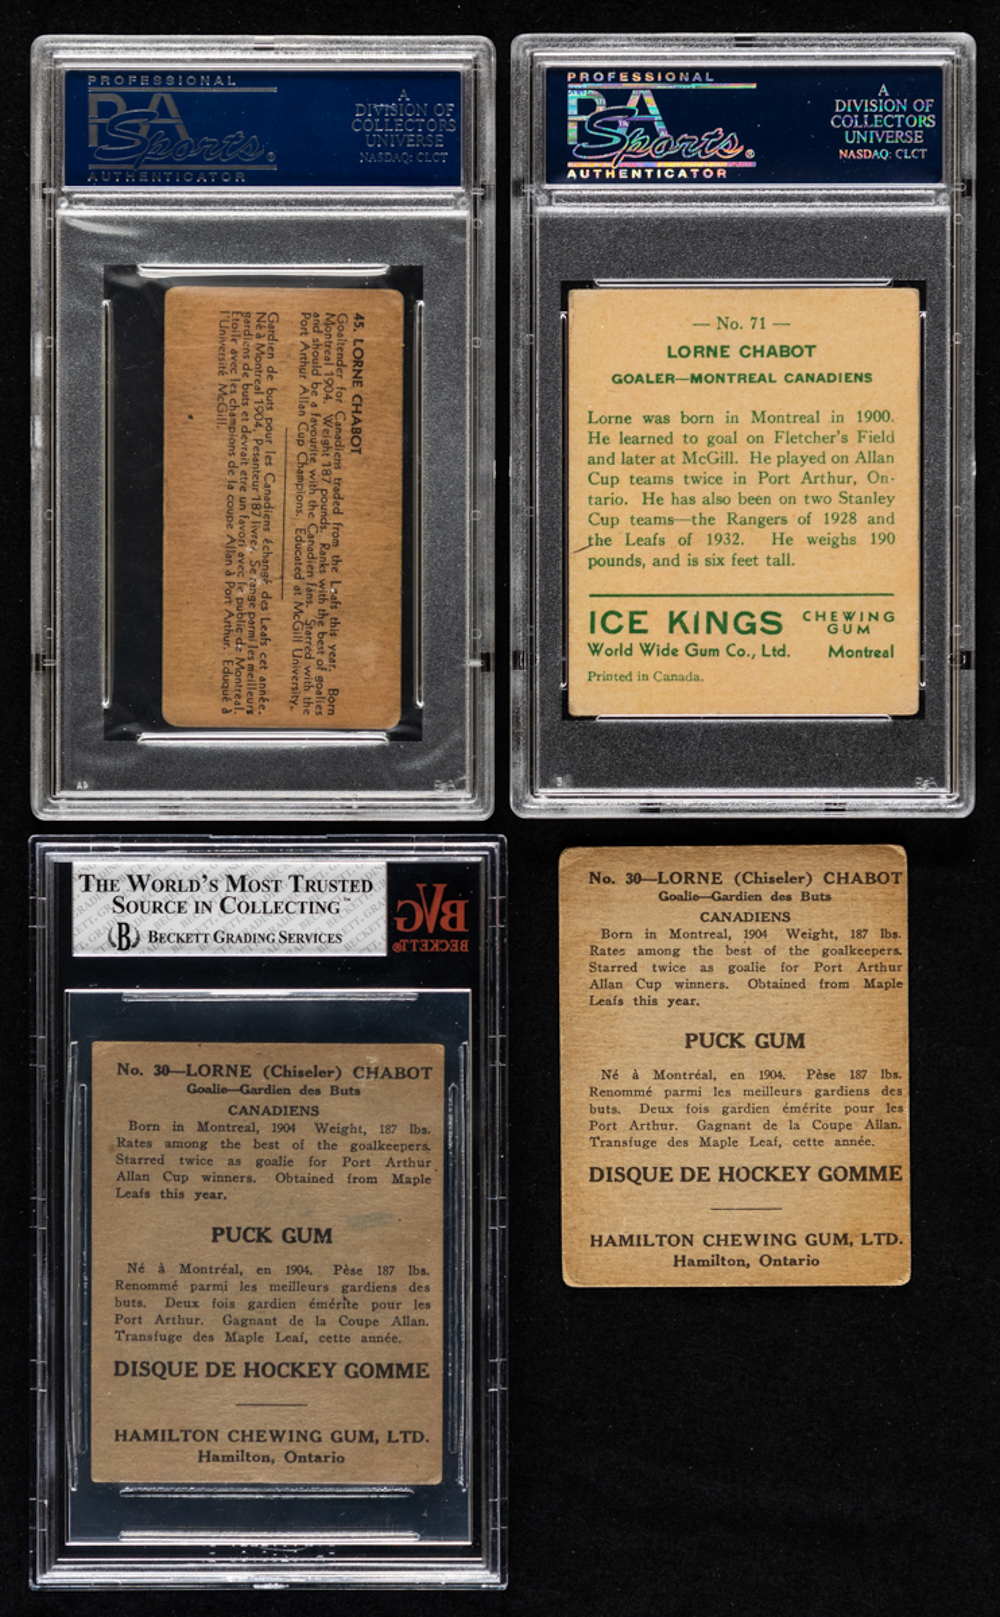 PROFESSIONAL
PSA
Sports®
AUTHENTICATOR
A
DIVISION OF
COLLECTORS
UNIVERSE
NASDAQ: CLCT
45. LORNE CHABOT
Goaltender for Canadiens traded from the Leafs this year. Born
Montreal 1904. Weight 187 pounds. Ranks with the best of goalies
and should be a favourite with the Canadien fans. Starred with the
Port Arthur Allan Cup Champions. Educated at McGill University.
Gardien de buts pour les Canadiens échangé des Leafs cet année.
Né à Montreal 1904, Pesanteur 187 livres. Se range parmi les meilleurs
gardiens de buts et devrait etre un favori avec le public de Montreal.
Etoile avec les champions de la coupe Allan à Port Arthur. Eduqué à
l'Université McGill.
PROFESSIONAL
PSA
Sports®
AUTHENTICATOR
A
DIVISION OF
COLLECTORS
UNIVERSE
NASDAQ: CLCT
— No. 71 —
LORNE CHABOT
GOALER—MONTREAL CANADIENS
Lorne was born in Montreal in 1900.
He learned to goal on Fletcher's Field
and later at McGill. He played on Allan
Cup teams twice in Port Arthur, On-
tario. He has also been on two Stanley
Cup teams—the Rangers of 1928 and
the Leafs of 1932. He weighs 190
pounds, and is six feet tall.
ICE KINGS CHEWING
GUM
World Wide Gum Co., Ltd. Montreal
Printed in Canada.
THE WORLD'S MOST TRUSTED
SOURCE IN COLLECTING™
B BECKETT GRADING SERVICES
BVG
BECKETT®
No. 30—LORNE (Chiseler) CHABOT
Goalie—Gardien des Buts
CANADIENS
Born in Montreal, 1904 Weight, 187 lbs.
Rates among the best of the goalkeepers.
Starred twice as goalie for Port Arthur
Allan Cup winners. Obtained from Maple
Leafs this year.
PUCK GUM
Né à Montréal, en 1904. Pèse 187 lbs.
Renommé parmi les meilleurs gardiens des
buts. Deux fois gardien émérite pour les
Port Arthur. Gagnant de la Coupe Allan.
Transfuge des Maple Leaf, cette année.
DISQUE DE HOCKEY GOMME
HAMILTON CHEWING GUM, LTD.
Hamilton, Ontario
No. 30—LORNE (Chiseler) CHABOT
Goalie—Gardien des Buts
CANADIENS
Born in Montreal, 1904 Weight, 187 lbs.
Rates among the best of the goalkeepers.
Starred twice as goalie for Port Arthur
Allan Cup winners. Obtained from Maple
Leafs this year.
PUCK GUM
Né à Montréal, en 1904. Pèse 187 lbs.
Renommé parmi les meilleurs gardiens des
buts. Deux fois gardien émérite pour les
Port Arthur. Gagnant de la Coupe Allan.
Transfuge des Maple Leaf, cette année.
DISQUE DE HOCKEY GOMME
HAMILTON CHEWING GUM, LTD.
Hamilton, Ontario